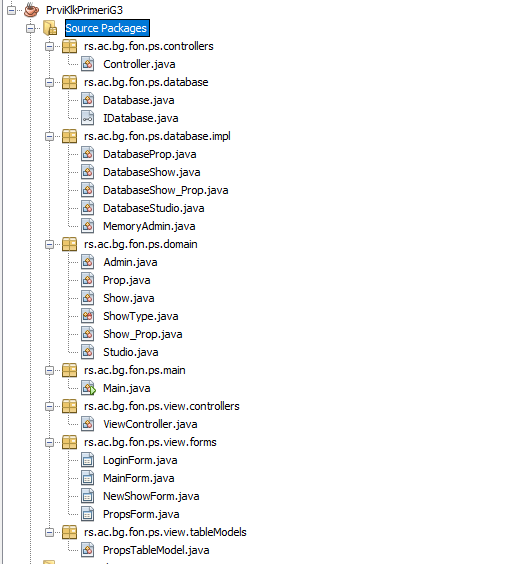 PrviKlkPrimeriG3
Source Packages
rs.ac.bg.fon.ps.controllers
Controller.java
rs.ac.bg.fon.ps.database
Database.java
IDatabase.java
rs.ac.bg.fon.ps.database.impl
DatabaseProp.java
DatabaseShow.java
DatabaseShow_Prop.java
DatabaseStudio.java
MemoryAdmin.java
rs.ac.bg.fon.ps.domain
Admin.java
Prop.java
Show.java
ShowType.java
Show_Prop.java
Studio.java
rs.ac.bg.fon.ps.main
Main.java
rs.ac.bg.fon.ps.view.controllers
ViewController.java
rs.ac.bg.fon.ps.view.forms
LoginForm.java
MainForm.java
NewShowForm.java
PropsForm.java
rs.ac.bg.fon.ps.view.tableModels
PropsTableModel.java